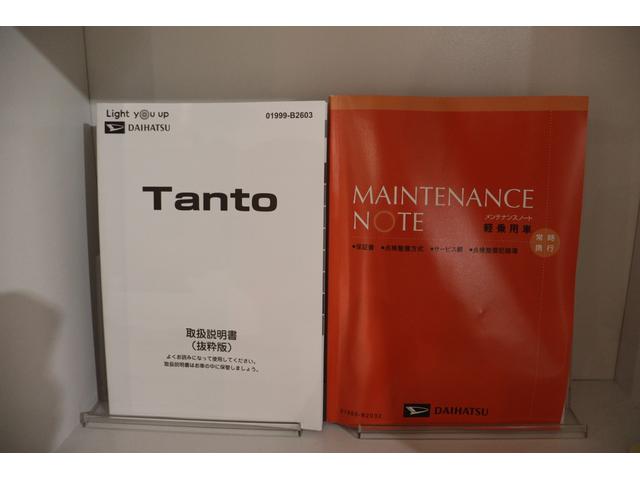 Light you up
DAIHATSU
01999-B2603
Tanto
取扱説明書
（抜粋版）
よくお読みになって使用してください。
取扱説明書はお車の中に保管しましょう。
MAINTENANCE
NOTE
メンテナンスノート
軽乗用車
常時
携行
●保証書 ●点検整備方式 ●サービス網 ●点検整備記録簿
01999-B2032
DAIHATSU